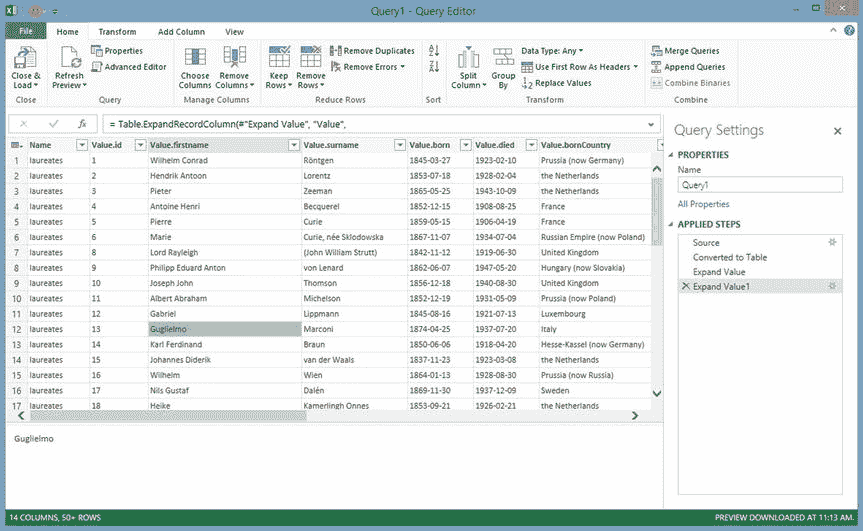 Query1 - Query Editor
File Home Transform Add Column View
Close & Load
Refresh Preview
Properties
Advanced Editor
Choose Columns
Remove Columns
Keep Rows
Remove Rows
Remove Duplicates
Remove Errors
Split Column
Group By
Data Type: Any
Use First Row As Headers
Replace Values
Merge Queries
Append Queries
Combine Binaries
Close Query Manage Columns Reduce Rows Sort Transform Combine
= Table.ExpandRecordColumn(#"Expand Value", "Value",
Name Value.id Value.firstname Value.surname Value.born Value.died Value.bornCountry
1 laureates 1 Wilhelm Conrad Röntgen 1845-03-27 1923-02-10 Prussia (now Germany)
2 laureates 2 Hendrik Antoon Lorentz 1853-07-18 1928-02-04 the Netherlands
3 laureates 3 Pieter Zeeman 1865-05-25 1943-10-09 the Netherlands
4 laureates 4 Antoine Henri Becquerel 1852-12-15 1908-08-25 France
5 laureates 5 Pierre Curie 1859-05-15 1906-04-19 France
6 laureates 6 Marie Curie, née Sklodowska 1867-11-07 1934-07-04 Russian Empire (now Poland)
7 laureates 8 Lord Rayleigh (John William Strutt) 1842-11-12 1919-06-30 United Kingdom
8 laureates 9 Philipp Eduard Anton von Lenard 1862-06-07 1947-05-20 Hungary (now Slovakia)
9 laureates 10 Joseph John Thomson 1856-12-18 1940-08-30 United Kingdom
10 laureates 11 Albert Abraham Michelson 1852-12-19 1931-05-09 Prussia (now Poland)
11 laureates 12 Gabriel Lippmann 1845-08-16 1921-07-13 Luxembourg
12 laureates 13 Guglielmo Marconi 1874-04-25 1937-07-20 Italy
13 laureates 14 Karl Ferdinand Braun 1850-06-06 1918-04-20 Hesse-Kassel (now Germany)
14 laureates 15 Johannes Diderik van der Waals 1837-11-23 1923-03-08 the Netherlands
15 laureates 16 Wilhelm Wien 1864-01-13 1928-08-30 Prussia (now Russia)
16 laureates 17 Nils Gustaf Dalén 1869-11-30 1937-12-09 Sweden
17 laureates 18 Heike Kamerlingh Onnes 1853-09-21 1926-02-21 the Netherlands
Guglielmo
Query Settings
PROPERTIES
Name
Query1
All Properties
APPLIED STEPS
Source
Converted to Table
Expand Value
Expand Value1
14 COLUMNS, 50+ ROWS
PREVIEW DOWNLOADED AT 11:13 AM.